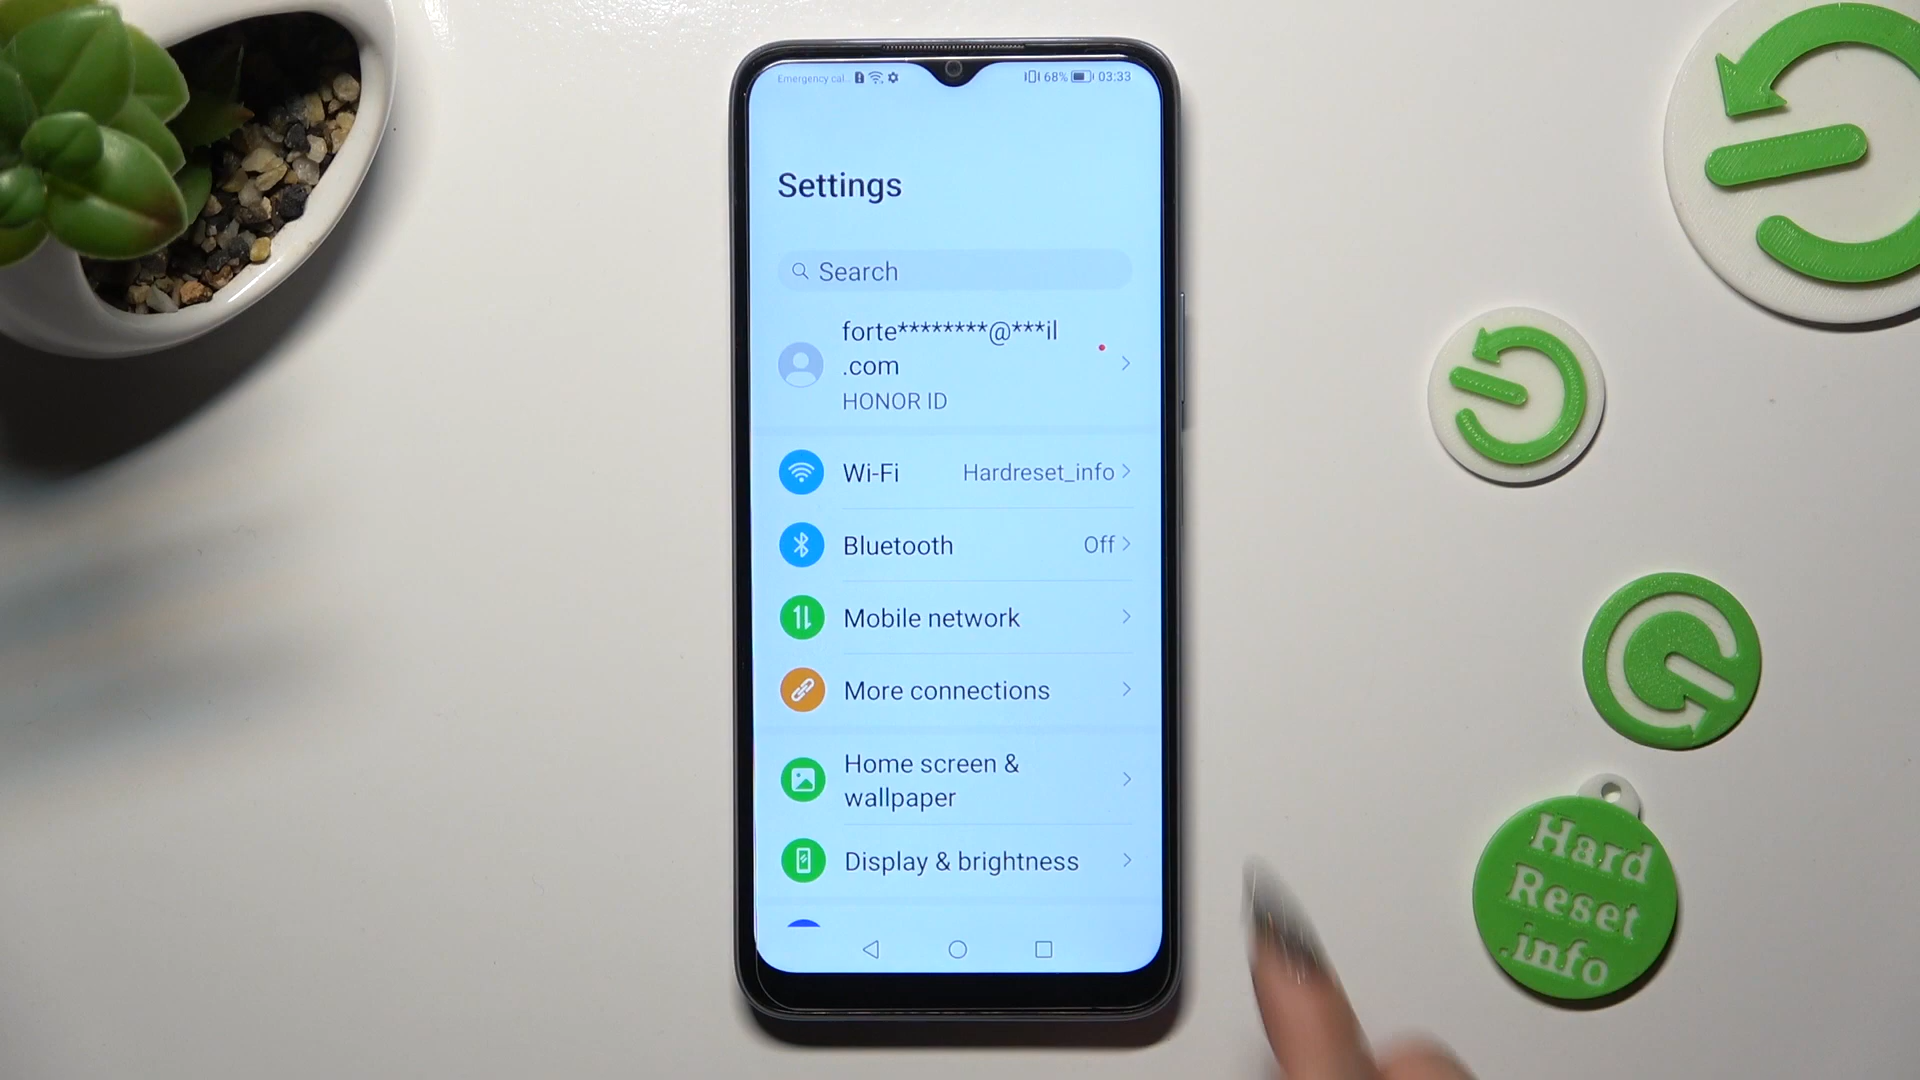 Emergency cal... 68% 03:33
Settings
Search
forte********@***il
.com
HONOR ID
Wi-Fi Hardreset_info
Bluetooth Off
Mobile network
More connections
Home screen &
wallpaper
Display & brightness
Hard
Reset
.info